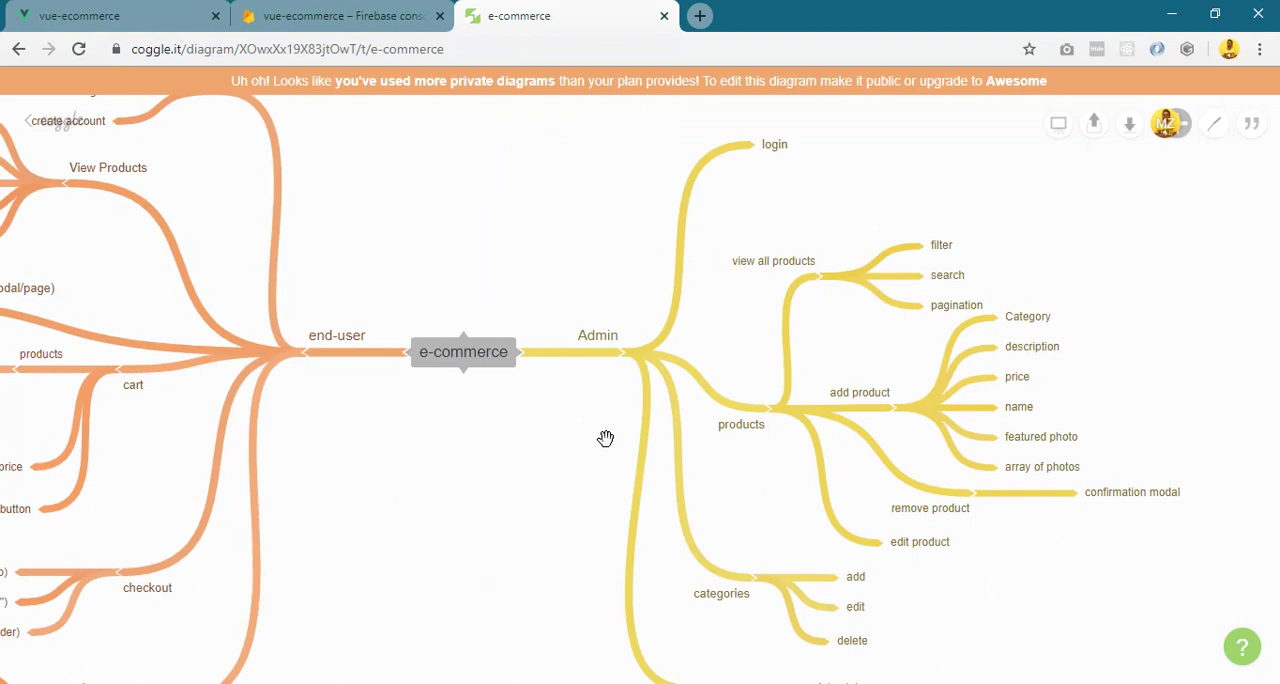 vue-ecommerce
vue-ecommerce – Firebase consc
e-commerce
coggle.it/diagram/XOwxXx19X83jtOwT/t/e-commerce
Uh oh! Looks like you've used more private diagrams than your plan provides! To edit this diagram make it public or upgrade to Awesome
create account
coggle
MZ
View Products
odal/page)
products
cart
price
button
checkout
o)
")
der)
end-user
e-commerce
Admin
login
view all products
filter
search
pagination
products
add product
Category
description
price
name
featured photo
array of photos
remove product
confirmation modal
edit product
categories
add
edit
delete
?